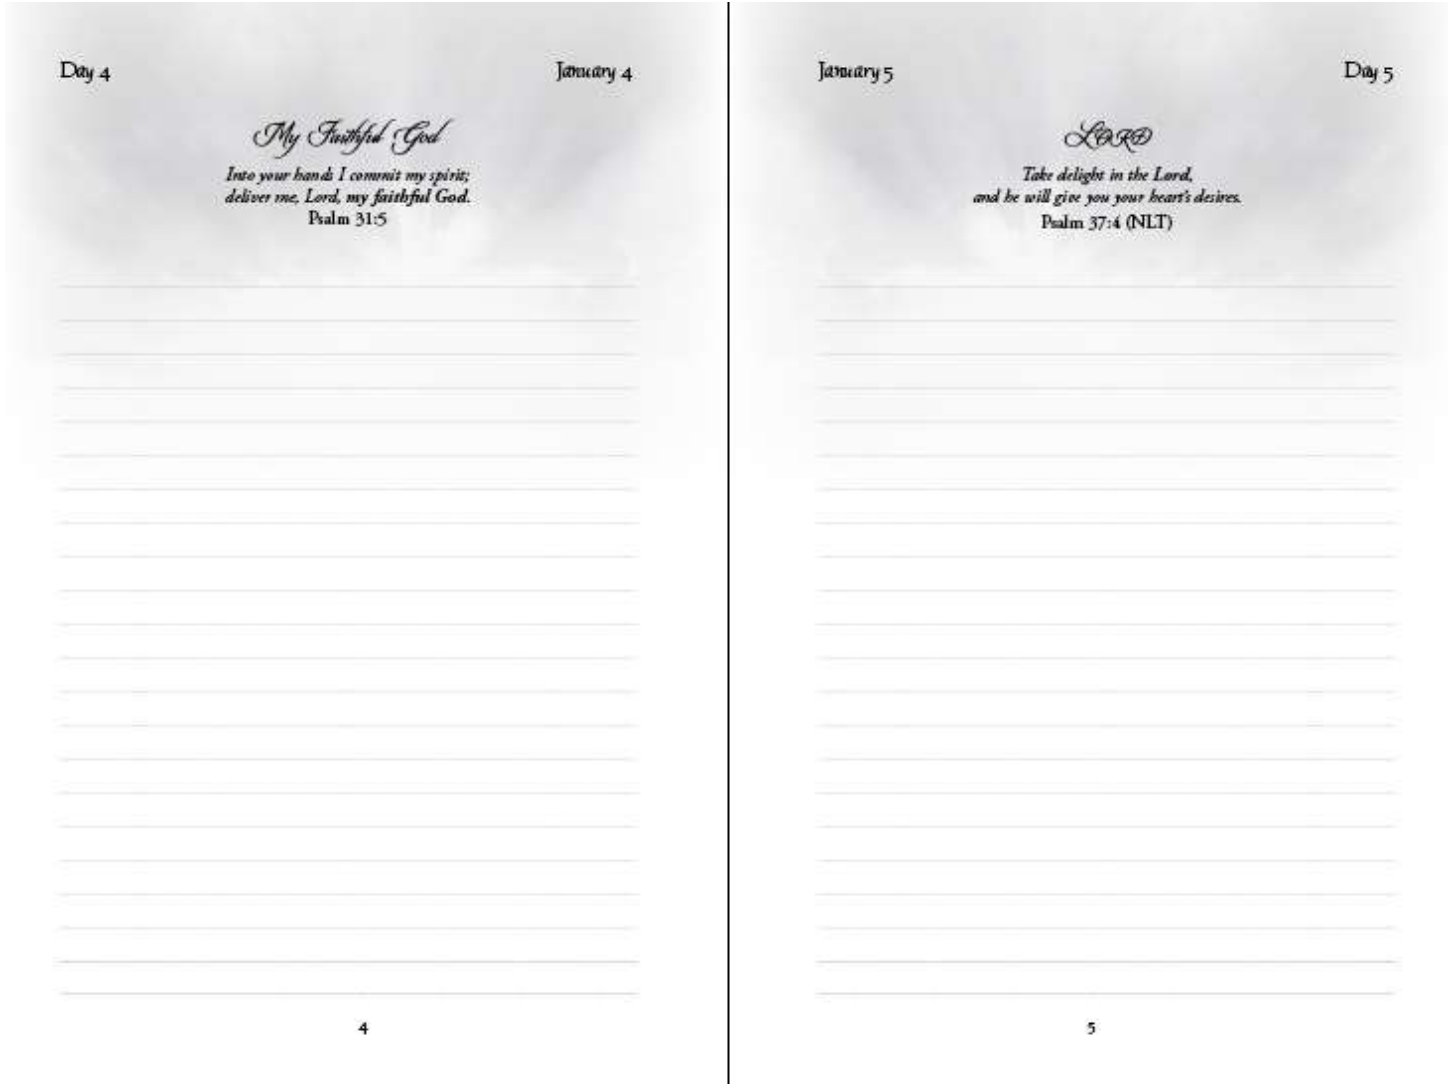 Day 4
January 4
My Faithful God
Into your hands I commit my spirit;
deliver me, Lord, my faithful God.
Psalm 31:5
4
January 5
Day 5
LORD
Take delight in the Lord,
and he will give you your heart's desires.
Psalm 37:4 (NLT)
5